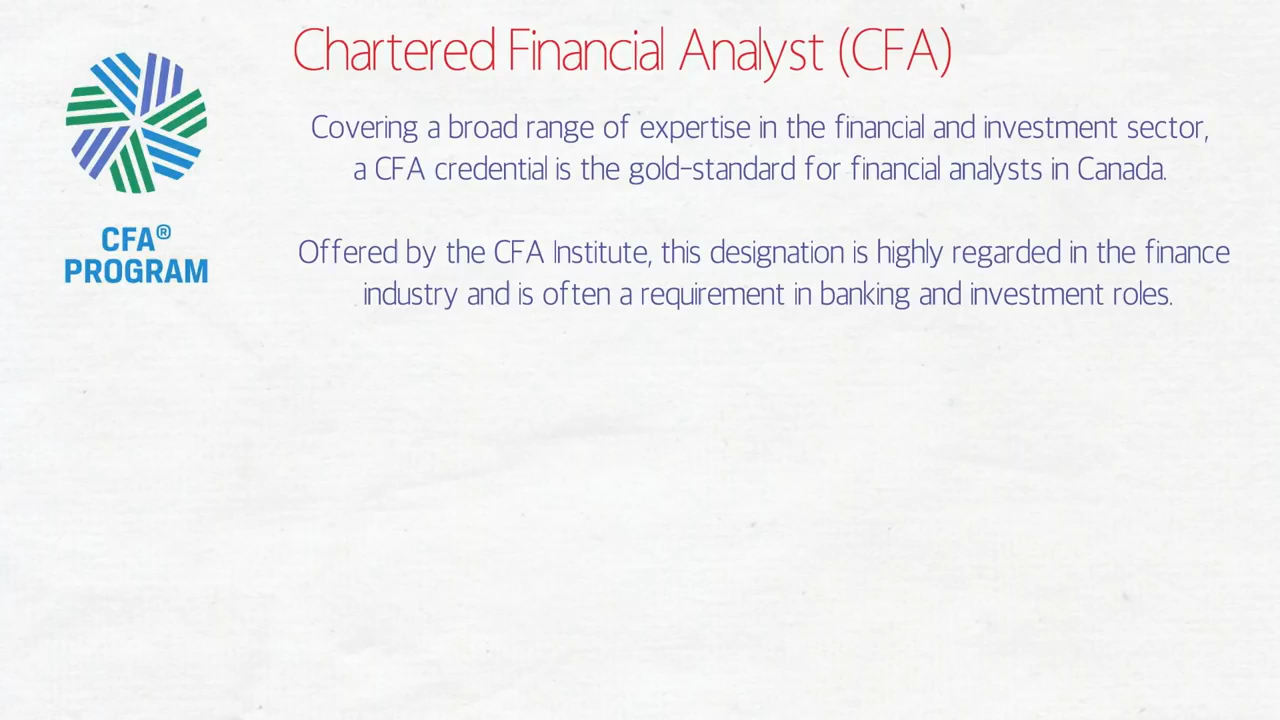 Chartered Financial Analyst (CFA)
Covering a broad range of expertise in the financial and investment sector,
a CFA credential is the gold-standard for financial analysts in Canada.
CFA®
PROGRAM
Offered by the CFA Institute, this designation is highly regarded in the finance
industry and is often a requirement in banking and investment roles.